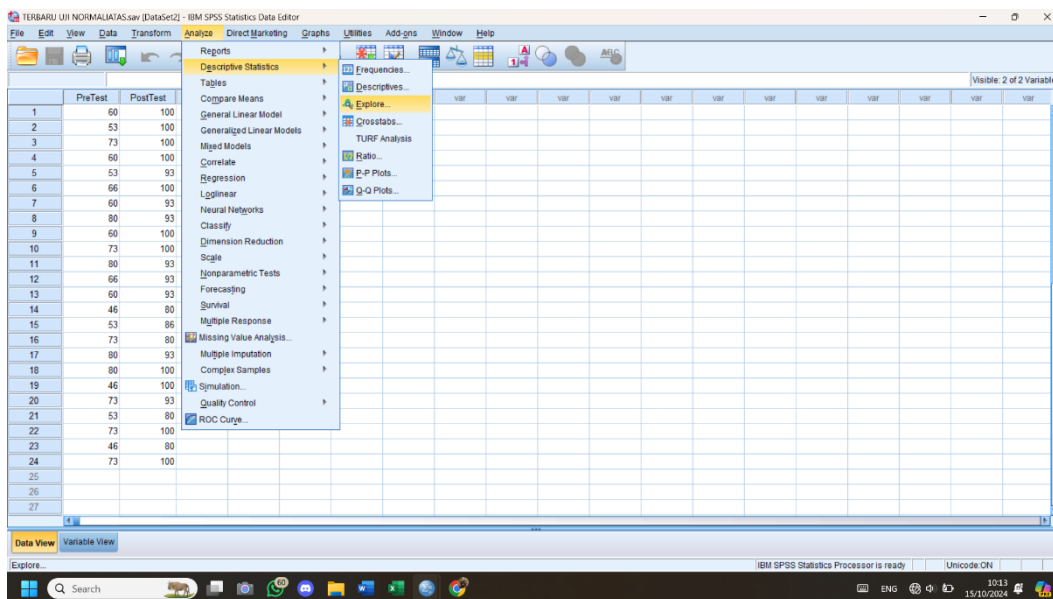 TERBARU UJI NORMALIATAS.sav [DataSet2] - IBM SPSS Statistics Data Editor
File Edit View Data Transform Analyze Direct Marketing Graphs Utilities Add-ons Window Help
Visible: 2 of 2 Variable
Reports
Descriptive Statistics
Tables
Compare Means
General Linear Model
Generalized Linear Models
Mixed Models
Correlate
Regression
Loglinear
Neural Networks
Classify
Dimension Reduction
Scale
Nonparametric Tests
Forecasting
Survival
Multiple Response
Missing Value Analysis...
Multiple Imputation
Complex Samples
Simulation...
Quality Control
ROC Curve...
Frequencies...
Descriptives...
Explore...
Crosstabs...
TURF Analysis
Ratio...
P-P Plots...
Q-Q Plots...
PreTest PostTest var var var var var var var var var var var var
1 60 100
2 53 100
3 73 100
4 60 100
5 53 93
6 66 100
7 60 93
8 80 93
9 60 100
10 73 100
11 80 93
12 66 93
13 60 93
14 46 80
15 53 86
16 73 80
17 80 93
18 80 100
19 46 100
20 73 93
21 53 80
22 73 100
23 46 80
24 73 100
25
26
27
Data View Variable View
Explore... IBM SPSS Statistics Processor is ready Unicode:ON
Search 60 ENG 10:13
15/10/2024